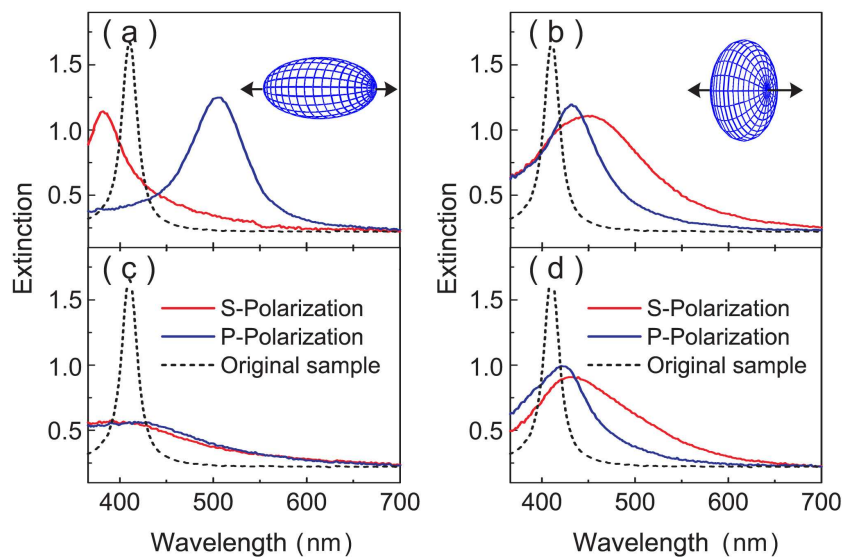 (a)
(b)
1.5
1.0
0.5
Extinction
1.5
1.0
0.5
Extinction
(c)
(d)
S-Polarization
P-Polarization
Original sample
S-Polarization
P-Polarization
Original sample
1.5
1.0
0.5
1.5
1.0
0.5
400 500 600 700
400 500 600 700
Wavelength (nm)
Wavelength (nm)